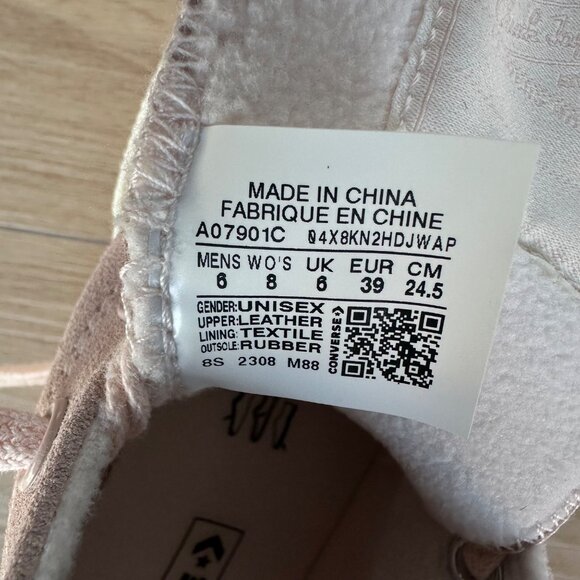 MADE IN CHINA
FABRIQUE EN CHINE
A07901C 04X8KN2HDJWAP
MENS WO'S UK EUR CM
6 8 6 39 24.5
GENDER:UNISEX
UPPER:LEATHER
LINING:TEXTILE
OUTSOLE:RUBBER
8S 2308 M88
CONVERSE